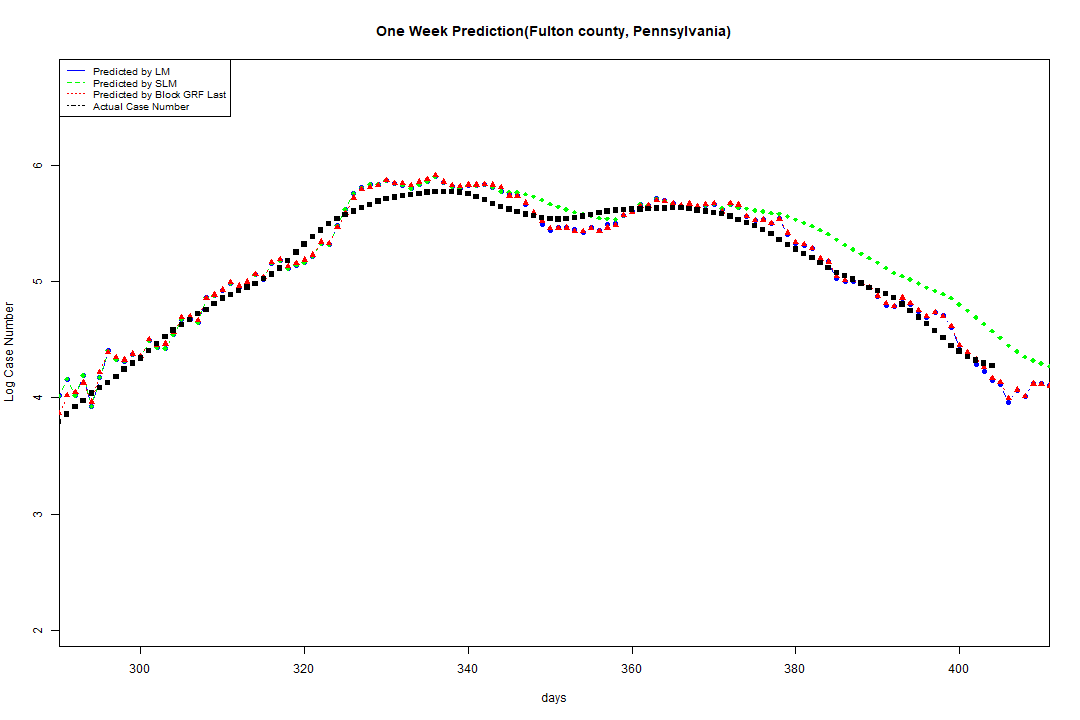 One Week Prediction(Fulton county, Pennsylvania)
Predicted by LM
Predicted by SLM
Predicted by Block GRF Last
Actual Case Number
Log Case Number
6
5
4
3
2
300 320 340 360 380 400
days